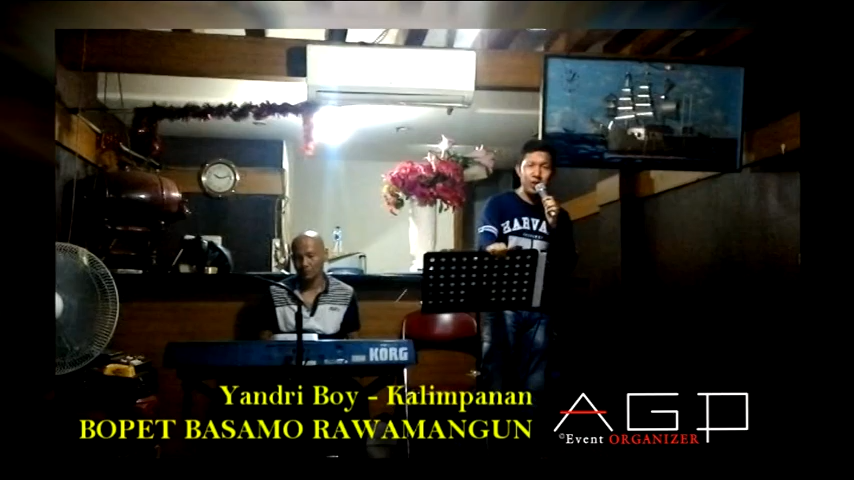 HARVA
KORG
Yandri Boy - Kalimpanan
BOPET BASAMO RAWAMANGUN
AGP
©Event ORGANIZER